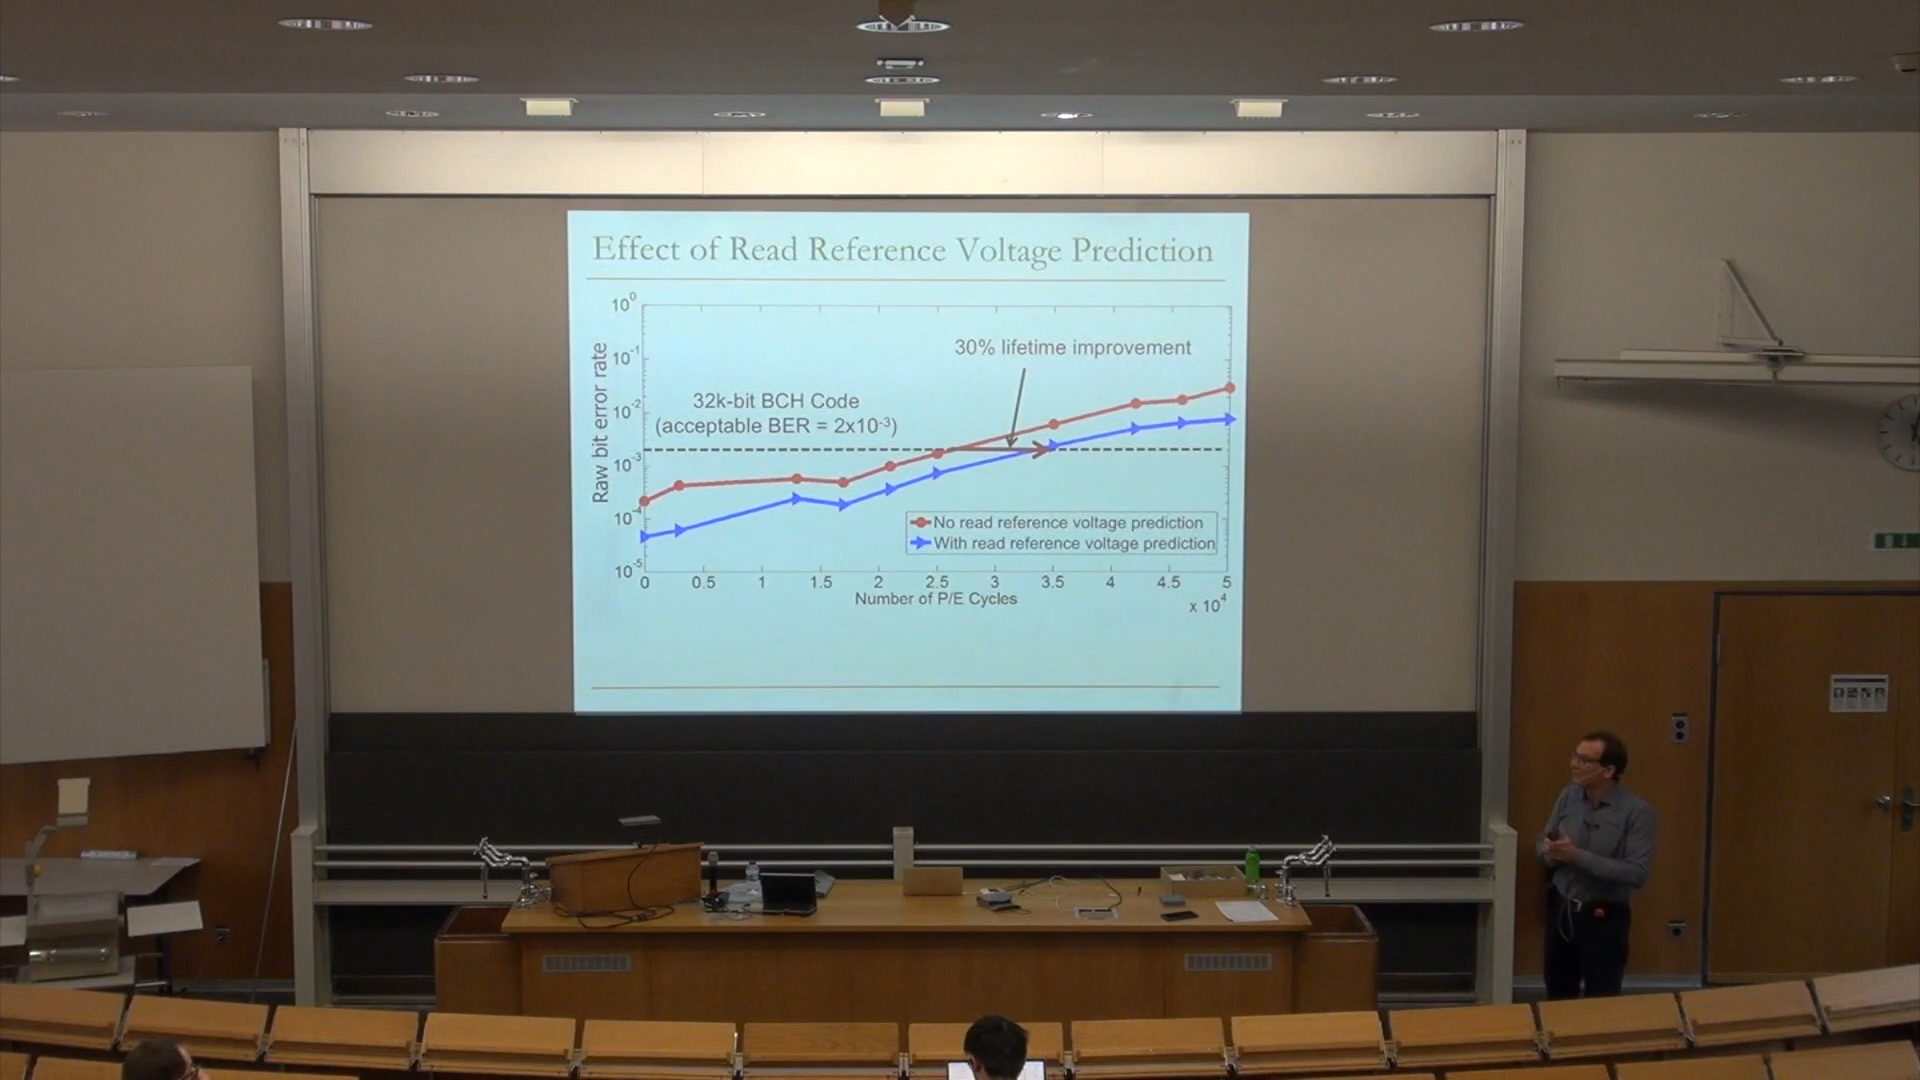 Effect of Read Reference Voltage Prediction
10^0
10^-1
10^-2
10^-3
10^-4
10^-5
Raw bit error rate
30% lifetime improvement
32k-bit BCH Code
(acceptable BER = 2x10^-3)
No read reference voltage prediction
With read reference voltage prediction
0 0.5 1 1.5 2 2.5 3 3.5 4 4.5 5
Number of P/E Cycles
x 10^4